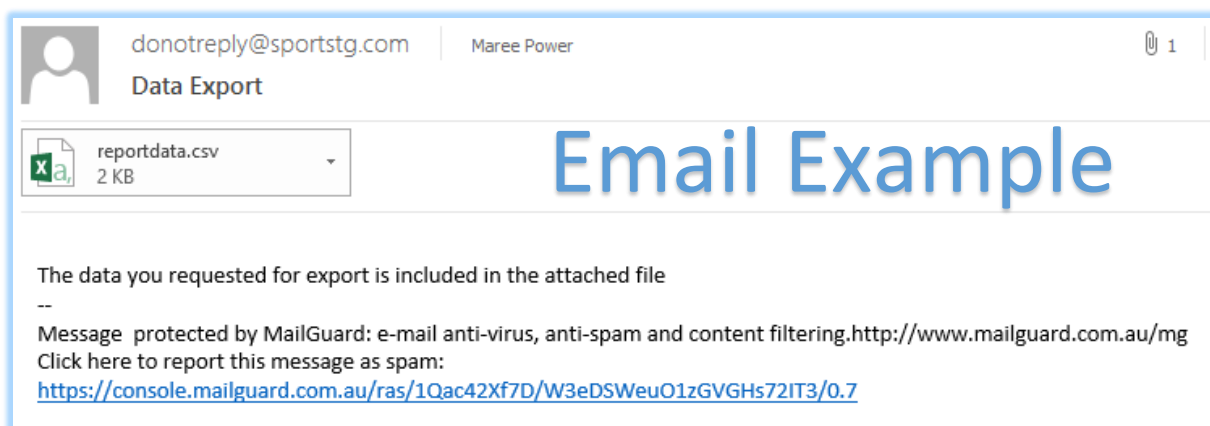 donotreply@sportstg.com Maree Power 1
Data Export
reportdata.csv
2 KB
Email Example
The data you requested for export is included in the attached file
--
Message  protected by MailGuard: e-mail anti-virus, anti-spam and content filtering.http://www.mailguard.com.au/mg
Click here to report this message as spam:
https://console.mailguard.com.au/ras/1Qac42Xf7D/W3eDSWeuO1zGVGHs72IT3/0.7